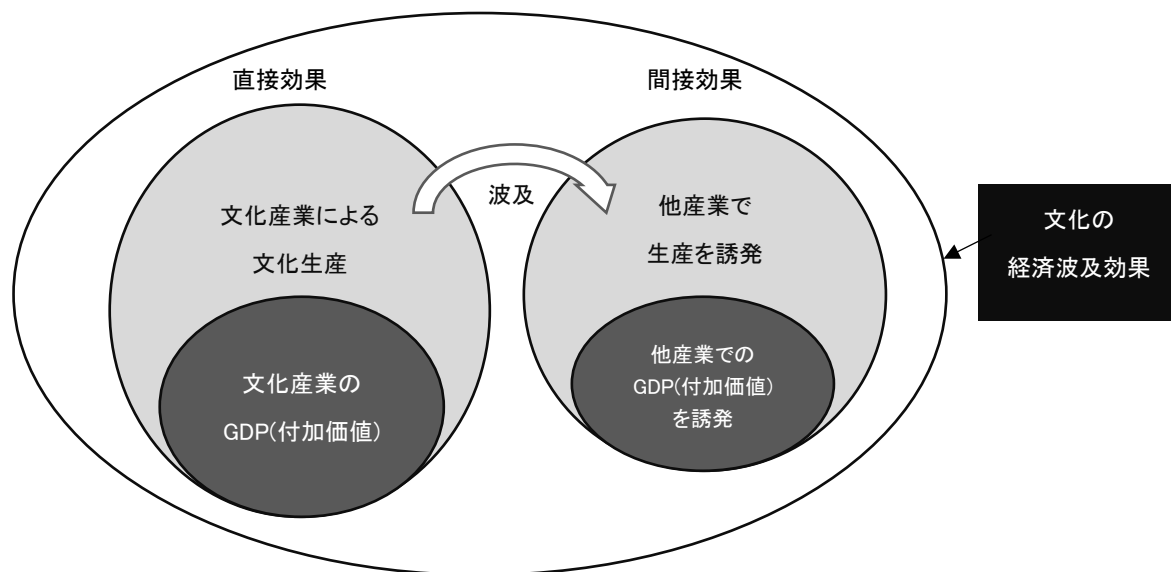 直接効果
間接効果
文化産業による
文化生産
波及
他産業で
生産を誘発
文化の
経済波及効果
文化産業の
GDP(付加価値)
他産業での
GDP(付加価値)
を誘発